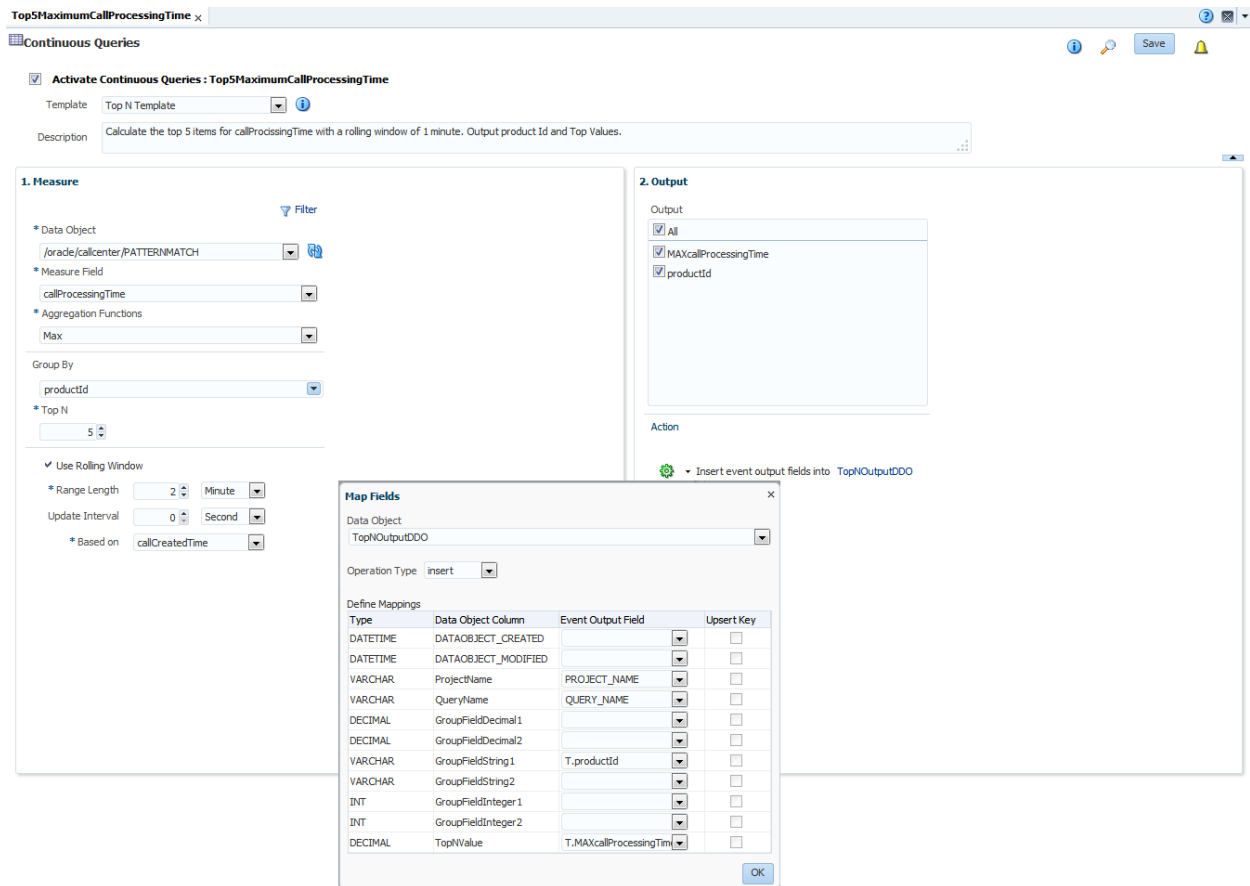 Top5MaximumCallProcessingTime
Continuous Queries
Save
Activate Continuous Queries : Top5MaximumCallProcessingTime
Template Top N Template
Description Calculate the top 5 items for callProcissingTime with a rolling window of 1 minute. Output product Id and Top Values.
1. Measure
Filter
* Data Object
/oracle/callcenter/PATTERNMATCH
* Measure Field
callProcessingTime
* Aggregation Functions
Max
Group By
productId
* Top N
5
Use Rolling Window
* Range Length 2 Minute
Update Interval 0 Second
* Based on callCreatedTime
2. Output
Output
All
MAXcallProcessingTime
productId
Action
Insert event output fields into TopNOutputDDO
Map Fields
Data Object
TopNOutputDDO
Operation Type insert
Define Mappings
Type Data Object Column Event Output Field Upsert Key
DATETIME DATAOBJECT_CREATED
DATETIME DATAOBJECT_MODIFIED
VARCHAR ProjectName PROJECT_NAME
VARCHAR QueryName QUERY_NAME
DECIMAL GroupFieldDecimal1
DECIMAL GroupFieldDecimal2
VARCHAR GroupFieldString1 T.productId
VARCHAR GroupFieldString2
INT GroupFieldInteger1
INT GroupFieldInteger2
DECIMAL TopNValue T.MAXcallProcessingTim
OK